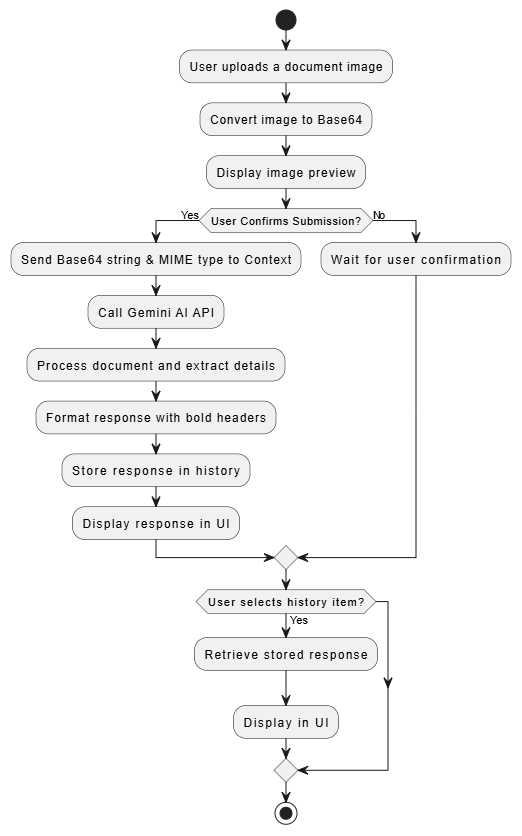 User uploads a document image
Convert image to Base64
Display image preview
User Confirms Submission?
Yes
No
Send Base64 string & MIME type to Context
Wait for user confirmation
Call Gemini AI API
Process document and extract details
Format response with bold headers
Store response in history
Display response in UI
User selects history item?
Yes
Retrieve stored response
Display in UI